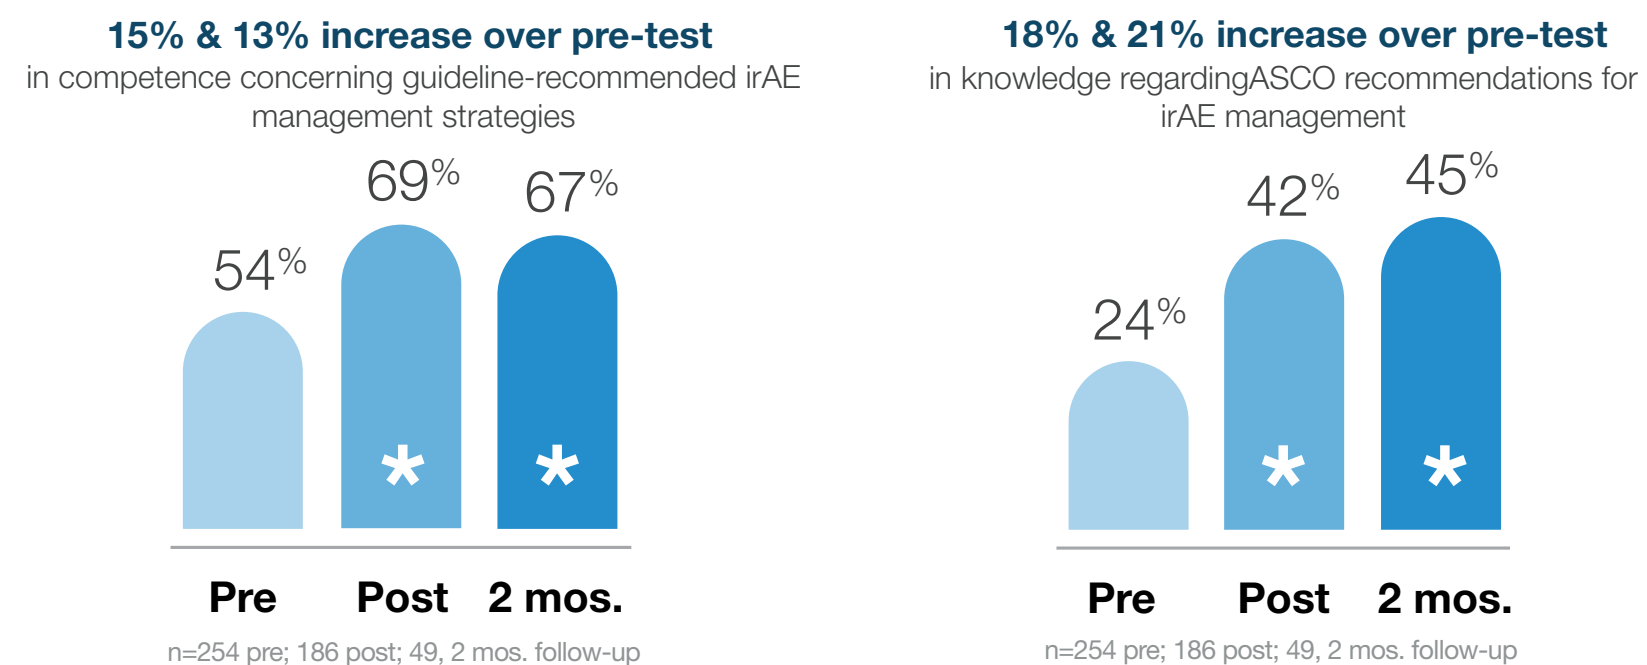 15% & 13% increase over pre-test
in competence concerning guideline-recommended irAE
management strategies
69%
67%
54%
* *
Pre Post 2 mos.
n=254 pre; 186 post; 49, 2 mos. follow-up
18% & 21% increase over pre-test
in knowledge regardingASCO recommendations for
irAE management
45%
42%
24%
* *
Pre Post 2 mos.
n=254 pre; 186 post; 49, 2 mos. follow-up